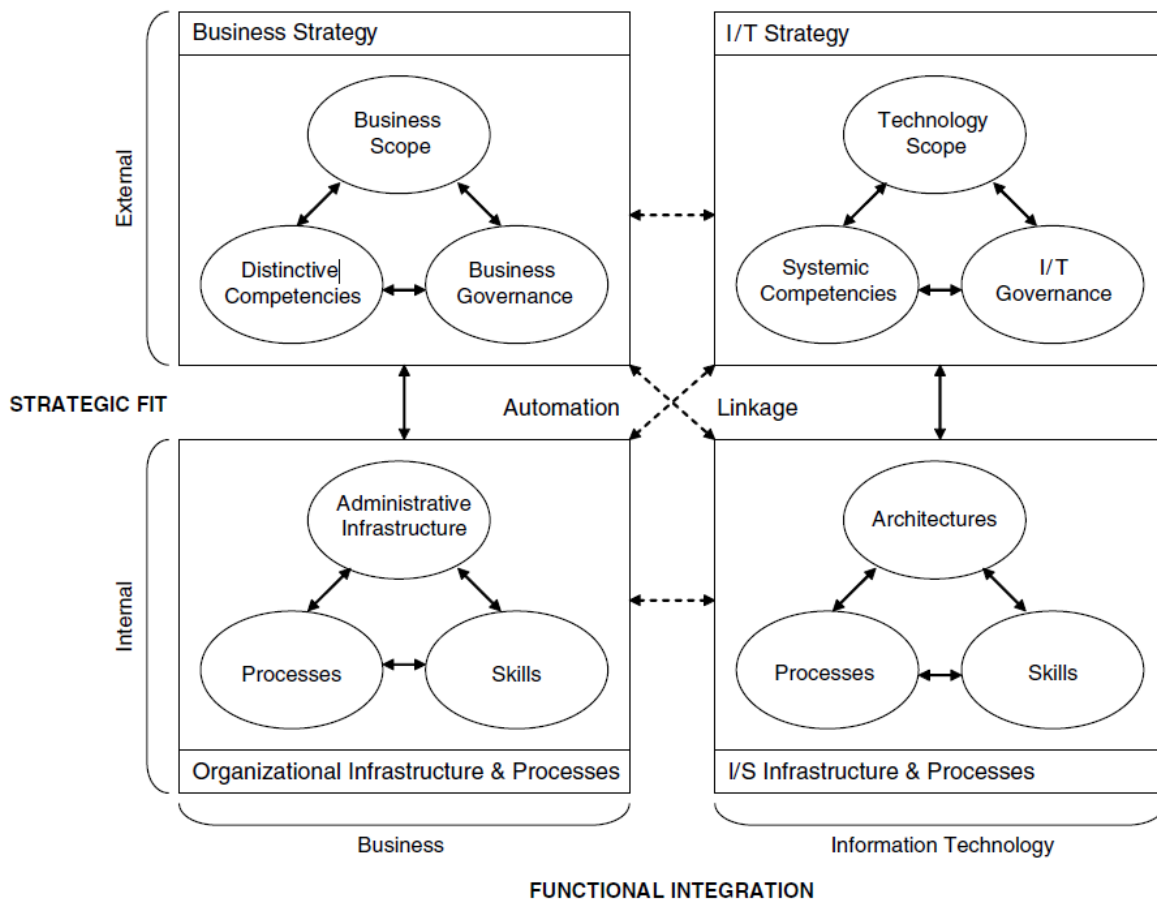 Business Strategy
I/T Strategy
Business
Scope
Technology
Scope
External
Distinctive
Competencies
Business
Governance
Systemic
Competencies
I/T
Governance
STRATEGIC FIT
Automation
Linkage
Administrative
Infrastructure
Architectures
Internal
Processes
Skills
Processes
Skills
Organizational Infrastructure & Processes
I/S Infrastructure & Processes
Business
Information Technology
FUNCTIONAL INTEGRATION